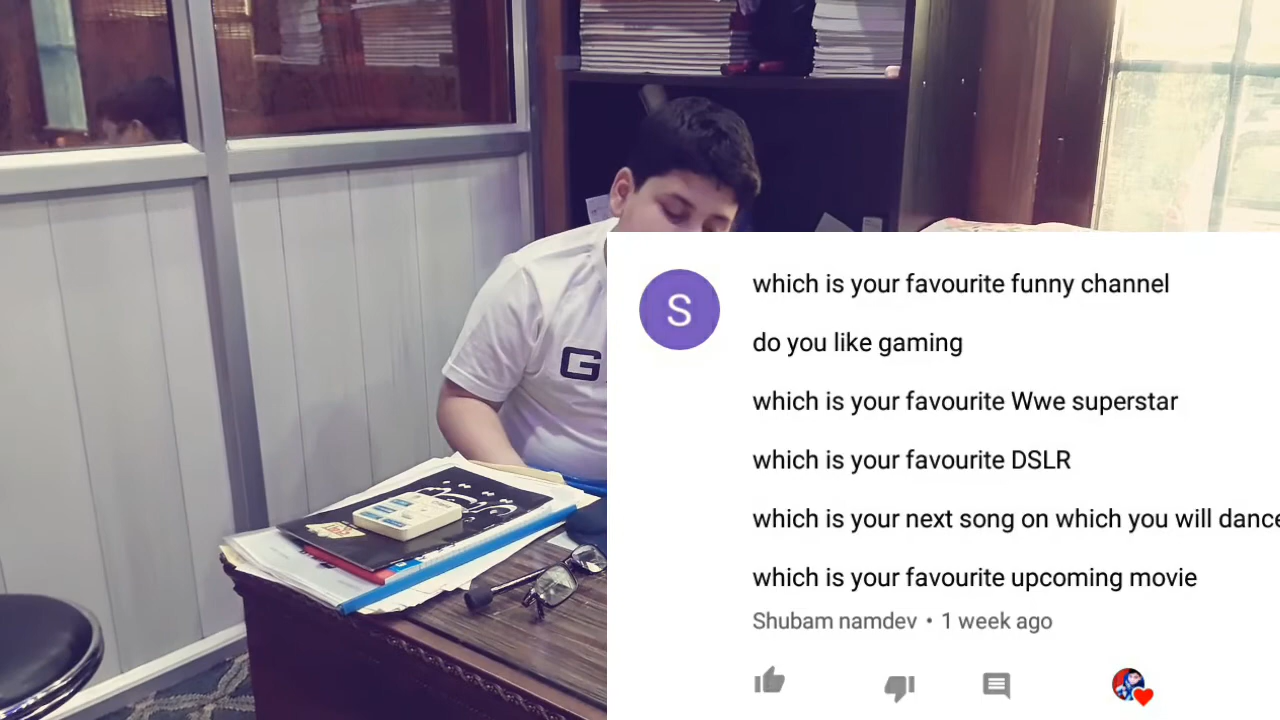 G
S
which is your favourite funny channel
do you like gaming
which is your favourite Wwe superstar
which is your favourite DSLR
which is your next song on which you will dance
which is your favourite upcoming movie
Shubam namdev • 1 week ago